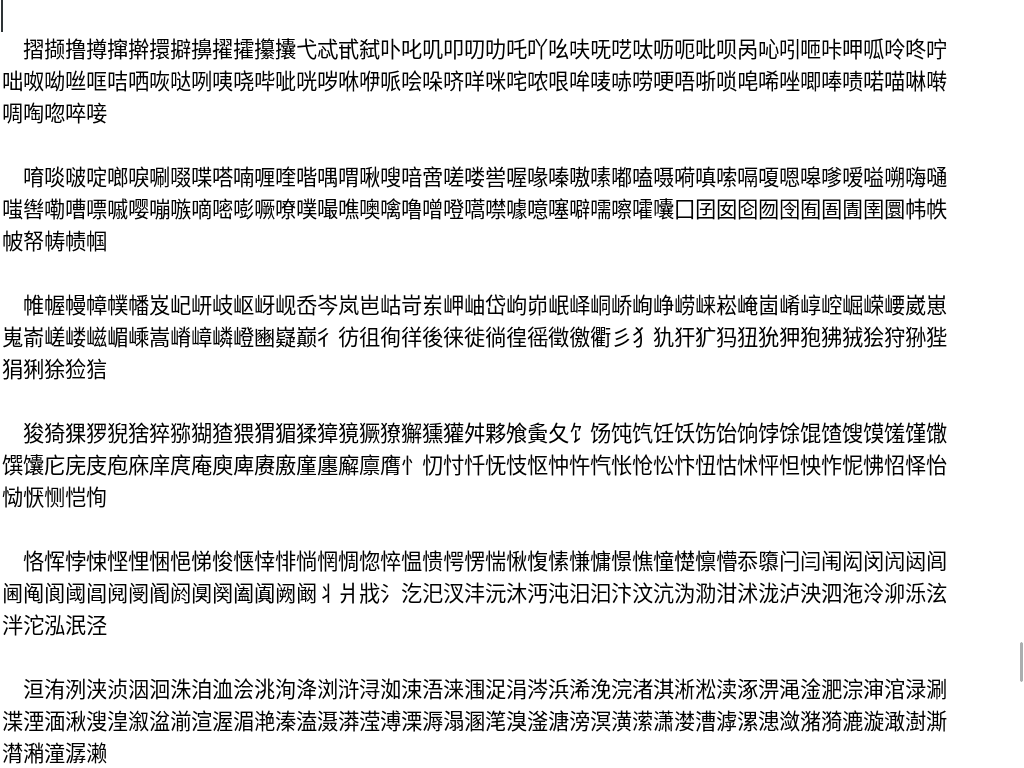 摺撷撸撙撺擀擐擗擤擢攉攥攮弋忒甙弑卟叱叽叩叨叻吒吖吆呋呒呓呔呖呃吡呗呙吣吲咂咔呷呱呤咚咛
咄呶呦咝哐咭哂咴哒咧咦哓哔呲咣哕咻咿哌哙哚哜咩咪咤哝哏哞唛哧唠哽唔哳唢唣唏唑唧唪啧喏喵啉啭
啁啕唿啐唼
唷啖啵啶啷唳唰啜喋嗒喃喱喹喈喁喟啾嗖喑啻嗟喽喾喔喙嗪嗷嗉嘟嗑嗫嗬嗔嗦嗝嗄嗯嗥嗲嗳嗌嗍嗨嗵
嗤辔嘞嘈嘌嘁嘤嘣嗾嘀嘧嘭噘嘹噗嘬噍噢噙噜噌噔嚆噤噱噫噻噼嚅嚓嚯囔囗囝囡囵囫囹囿圄圊圉圜帏帙
帔帑帱帻帼
帷幄幔幛幞幡岌屺岍岐岖岈岘岙岑岚岜岵岢岽岬岫岱岣峁岷峄峒峤峋峥崂崃崧崦崮崤崞崆崛嵘崾崴崽
嵬嵛嵯嵝嵫嵋嵊嵩嵴嶂嶙嶝豳嶷巅彳彷徂徇徉後徕徙徜徨徭徵徼衢彡犭犰犴犷犸狃狁狎狍狒狨狯狩狲狴
狷猁狳猃狺
狻猗猓猡猊猞猝猕猢猹猥猬猸猱獐獍獗獠獬獯獾舛夥飧夤夂饣饧饨饩饪饫饬饴饷饽馀馄馇馊馍馐馑馓
馔馕庀庑庋庖庥庠庹庵庾庳赓廒廑廛廨廪膺忄忉忖忏怃忮怄忡忤忾怅怆忪忭忸怙怵怦怛怏怍怩怫怊怿怡
恸恹恻恺恂
恪恽悖悚悭悝悃悒悌悛惬悻悱惝惘惆惚悴愠愦愕愣惴愀愎愫慊慵憬憔憧憷懔懵忝隳闩闫闱闳闵闶闼闾
阃阄阆阈阊阋阌阍阏阒阕阖阗阙阚丬爿戕氵汔汜汊沣沅沐沔沌汨汩汴汶沆沩泐泔沭泷泸泱泗沲泠泖泺泫
泮沱泓泯泾
洹洧洌浃浈洇洄洙洎洫浍洮洵洚浏浒浔洳涑浯涞涠浞涓涔浜浠浼浣渚淇淅淞渎涿淠渑淦淝淙渖涫渌涮
渫湮湎湫溲湟溆湓湔渲渥湄滟溱溘滠漭滢溥溧溽溻溷滗溴滏溏滂溟潢潆潇漤漕滹漯漶潋潴漪漉漩澉澍澌
潸潲潼潺濑